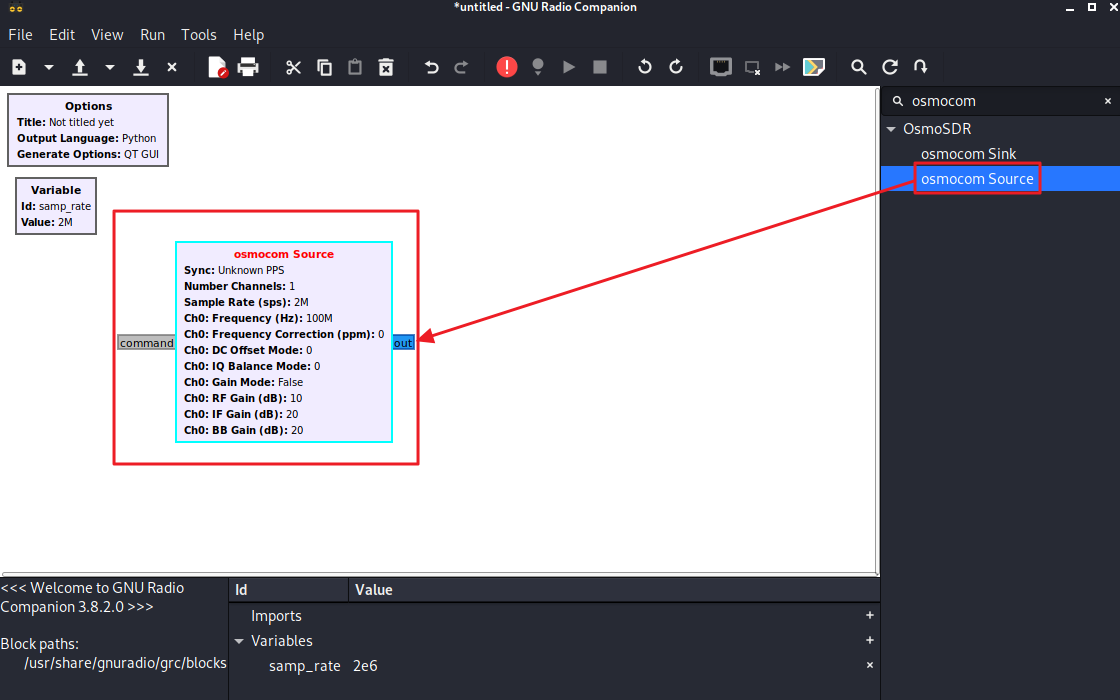 *untitled - GNU Radio Companion
File Edit View Run Tools Help
Options
Title: Not titled yet
Output Language: Python
Generate Options: QT GUI
Variable
Id: samp_rate
Value: 2M
osmocom Source
Sync: Unknown PPS
Number Channels: 1
Sample Rate (sps): 2M
Ch0: Frequency (Hz): 100M
Ch0: Frequency Correction (ppm): 0
Ch0: DC Offset Mode: 0
Ch0: IQ Balance Mode: 0
Ch0: Gain Mode: False
Ch0: RF Gain (dB): 10
Ch0: IF Gain (dB): 20
Ch0: BB Gain (dB): 20
command
out
osmocom
OsmoSDR
osmocom Sink
osmocom Source
<<< Welcome to GNU Radio
Companion 3.8.2.0 >>>
Block paths:
/usr/share/gnuradio/grc/blocks
Id Value
Imports
Variables
samp_rate 2e6